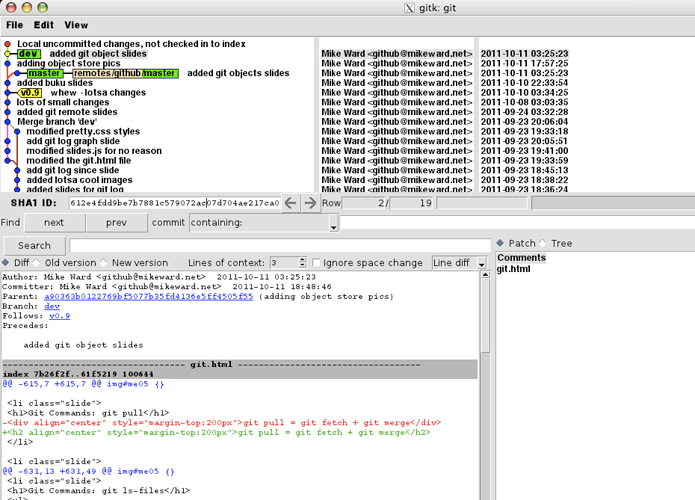 gitk: git
File Edit View
Local uncommitted changes, not checked in to index
dev added git object slides Mike Ward <github@mikeward.net> 2011-10-11 03:25:23
adding object store pics Mike Ward <github@mikeward.net> 2011-10-11 17:57:25
master remotes/github/master added git objects slides Mike Ward <github@mikeward.net> 2011-10-11 03:25:23
added buku slides Mike Ward <github@mikeward.net> 2011-10-10 22:33:54
v0.9 whew - lotsa changes Mike Ward <github@mikeward.net> 2011-10-10 03:34:25
lots of small changes Mike Ward <github@mikeward.net> 2011-10-08 03:03:35
added git remote slides Mike Ward <github@mikeward.net> 2011-09-24 03:32:28
Merge branch 'dev' Mike Ward <github@mikeward.net> 2011-09-23 20:06:04
modified pretty.css styles Mike Ward <github@mikeward.net> 2011-09-23 19:33:18
add git log graph slide Mike Ward <github@mikeward.net> 2011-09-23 20:05:51
modified slides.js for no reason Mike Ward <github@mikeward.net> 2011-09-23 19:41:00
modified the git.html file Mike Ward <github@mikeward.net> 2011-09-23 19:33:59
add git log since slide Mike Ward <github@mikeward.net> 2011-09-23 18:45:13
added lotsa cool images Mike Ward <github@mikeward.net> 2011-09-23 18:38:22
added slides for git log Mike Ward <github@mikeward.net> 2011-09-23 18:36:24
SHA1 ID: 612e4fdd9be7b7881c579072ac07d704ae217ca0 Row 2 / 19
Find next prev commit containing:
Search
Diff Old version New version Lines of context: 3 Ignore space change Line diff
Patch Tree
Comments
git.html
Author: Mike Ward <github@mikeward.net> 2011-10-11 03:25:23
Committer: Mike Ward <github@mikeward.net> 2011-10-11 18:48:46
Parent: a90363b0122769bf5077b35fd4136e5ff4505f55 (adding object store pics)
Branch: dev
Follows: v0.9
Precedes:
added git object slides
---------------------------------- git.html ----------------------------------
index 7b26f2f..61f5219 100644
@@ -615,7 +615,7 @@ img#me05 {}
<li class="slide">
<h1>Git Commands: git pull</h1>
-<div align="center" style="margin-top:200px">git pull = git fetch + git merge</div>
+<h2 align="center" style="margin-top:200px">git pull = git fetch + git merge</h2>
</li>
<li class="slide">
@@ -631,13 +631,49 @@ img#me05 {}
<li class="slide">
<h1>Git Commands: git ls-files</h1>